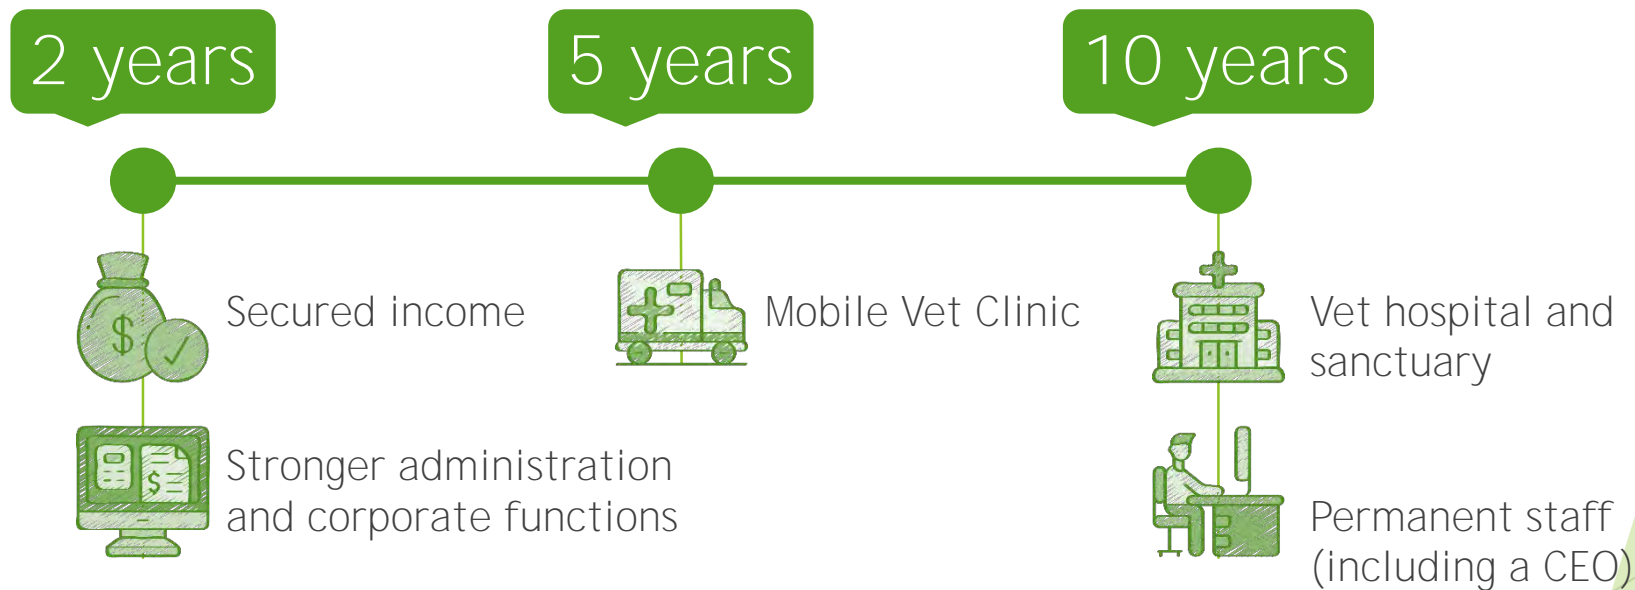 2 years
5 years
10 years
Secured income
Stronger administration
and corporate functions
Mobile Vet Clinic
Vet hospital and
sanctuary
Permanent staff
(including a CEO)
$
$